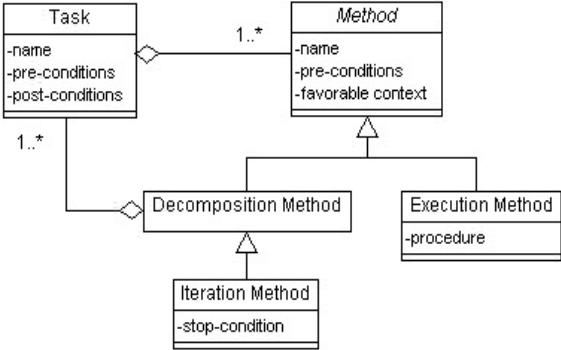 Task
-name
-pre-conditions
-post-conditions
1..*
Method
-name
-pre-conditions
-favorable context
1..*
Decomposition Method
Execution Method
-procedure
Iteration Method
-stop-condition